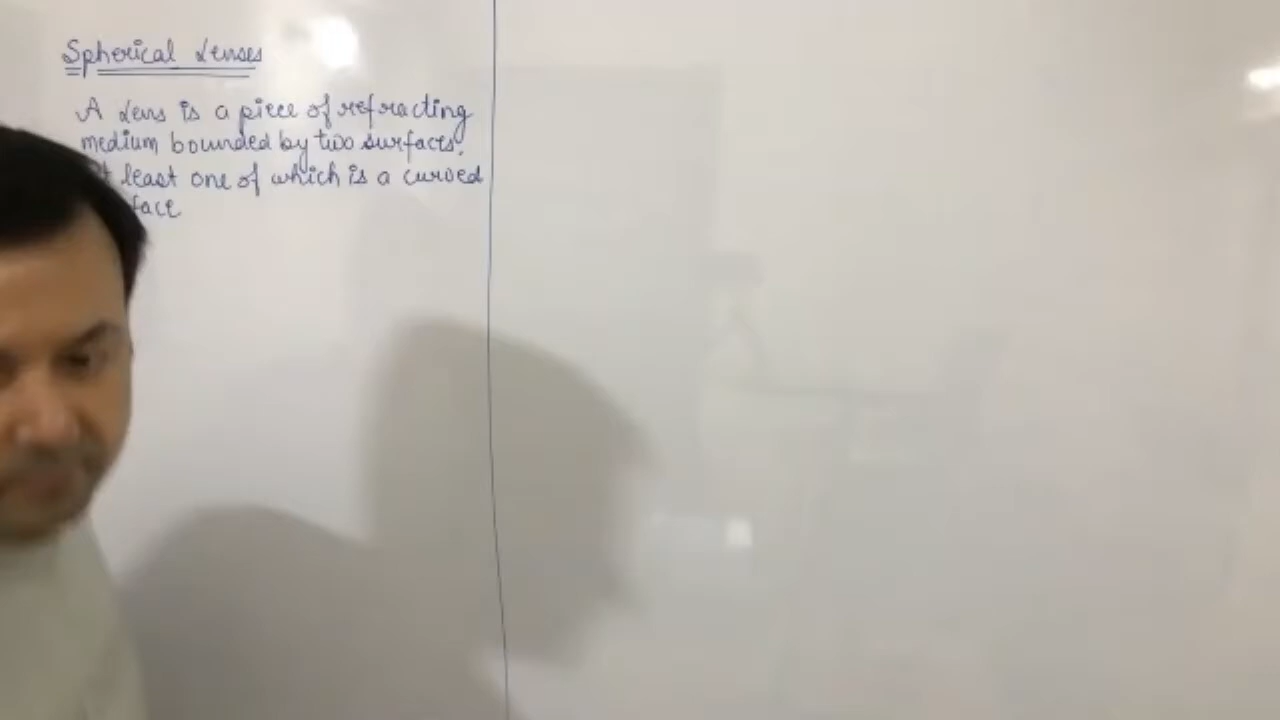 Spherical Lenses
A Lens is a piece of refracting
medium bounded by two surfaces.
least one of which is a curved
face